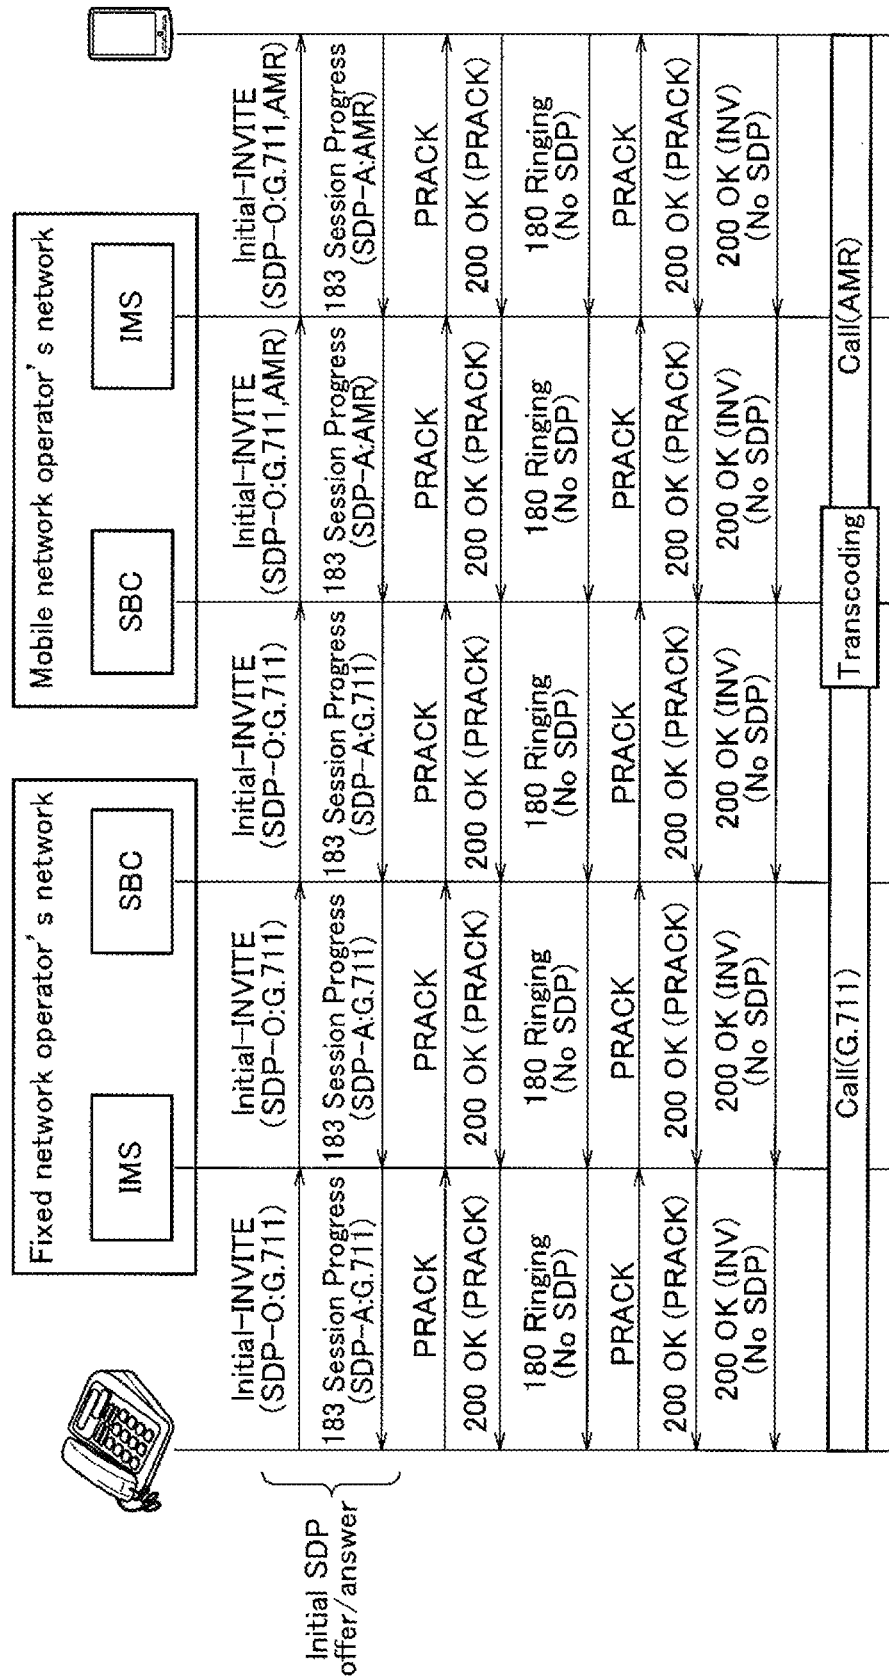 Fixed network operator's network
Mobile network operator's network
IMS
SBC
SBC
IMS
Initial SDP
offer/answer
Initial-INVITE
(SDP-O:G.711)
Initial-INVITE
(SDP-O:G.711)
Initial-INVITE
(SDP-O:G.711)
Initial-INVITE
(SDP-O:G.711,AMR)
Initial-INVITE
(SDP-O:G.711,AMR)
183 Session Progress
(SDP-A:G.711)
183 Session Progress
(SDP-A:G.711)
183 Session Progress
(SDP-A:G.711)
183 Session Progress
(SDP-A:AMR)
183 Session Progress
(SDP-A:AMR)
PRACK
PRACK
PRACK
PRACK
PRACK
200 OK (PRACK)
200 OK (PRACK)
200 OK (PRACK)
200 OK (PRACK)
200 OK (PRACK)
180 Ringing
(No SDP)
180 Ringing
(No SDP)
180 Ringing
(No SDP)
180 Ringing
(No SDP)
180 Ringing
(No SDP)
PRACK
PRACK
PRACK
PRACK
PRACK
200 OK (PRACK)
200 OK (PRACK)
200 OK (PRACK)
200 OK (PRACK)
200 OK (PRACK)
200 OK (INV)
(No SDP)
200 OK (INV)
(No SDP)
200 OK (INV)
(No SDP)
200 OK (INV)
(No SDP)
200 OK (INV)
(No SDP)
Call(G.711)
Transcoding
Call(AMR)